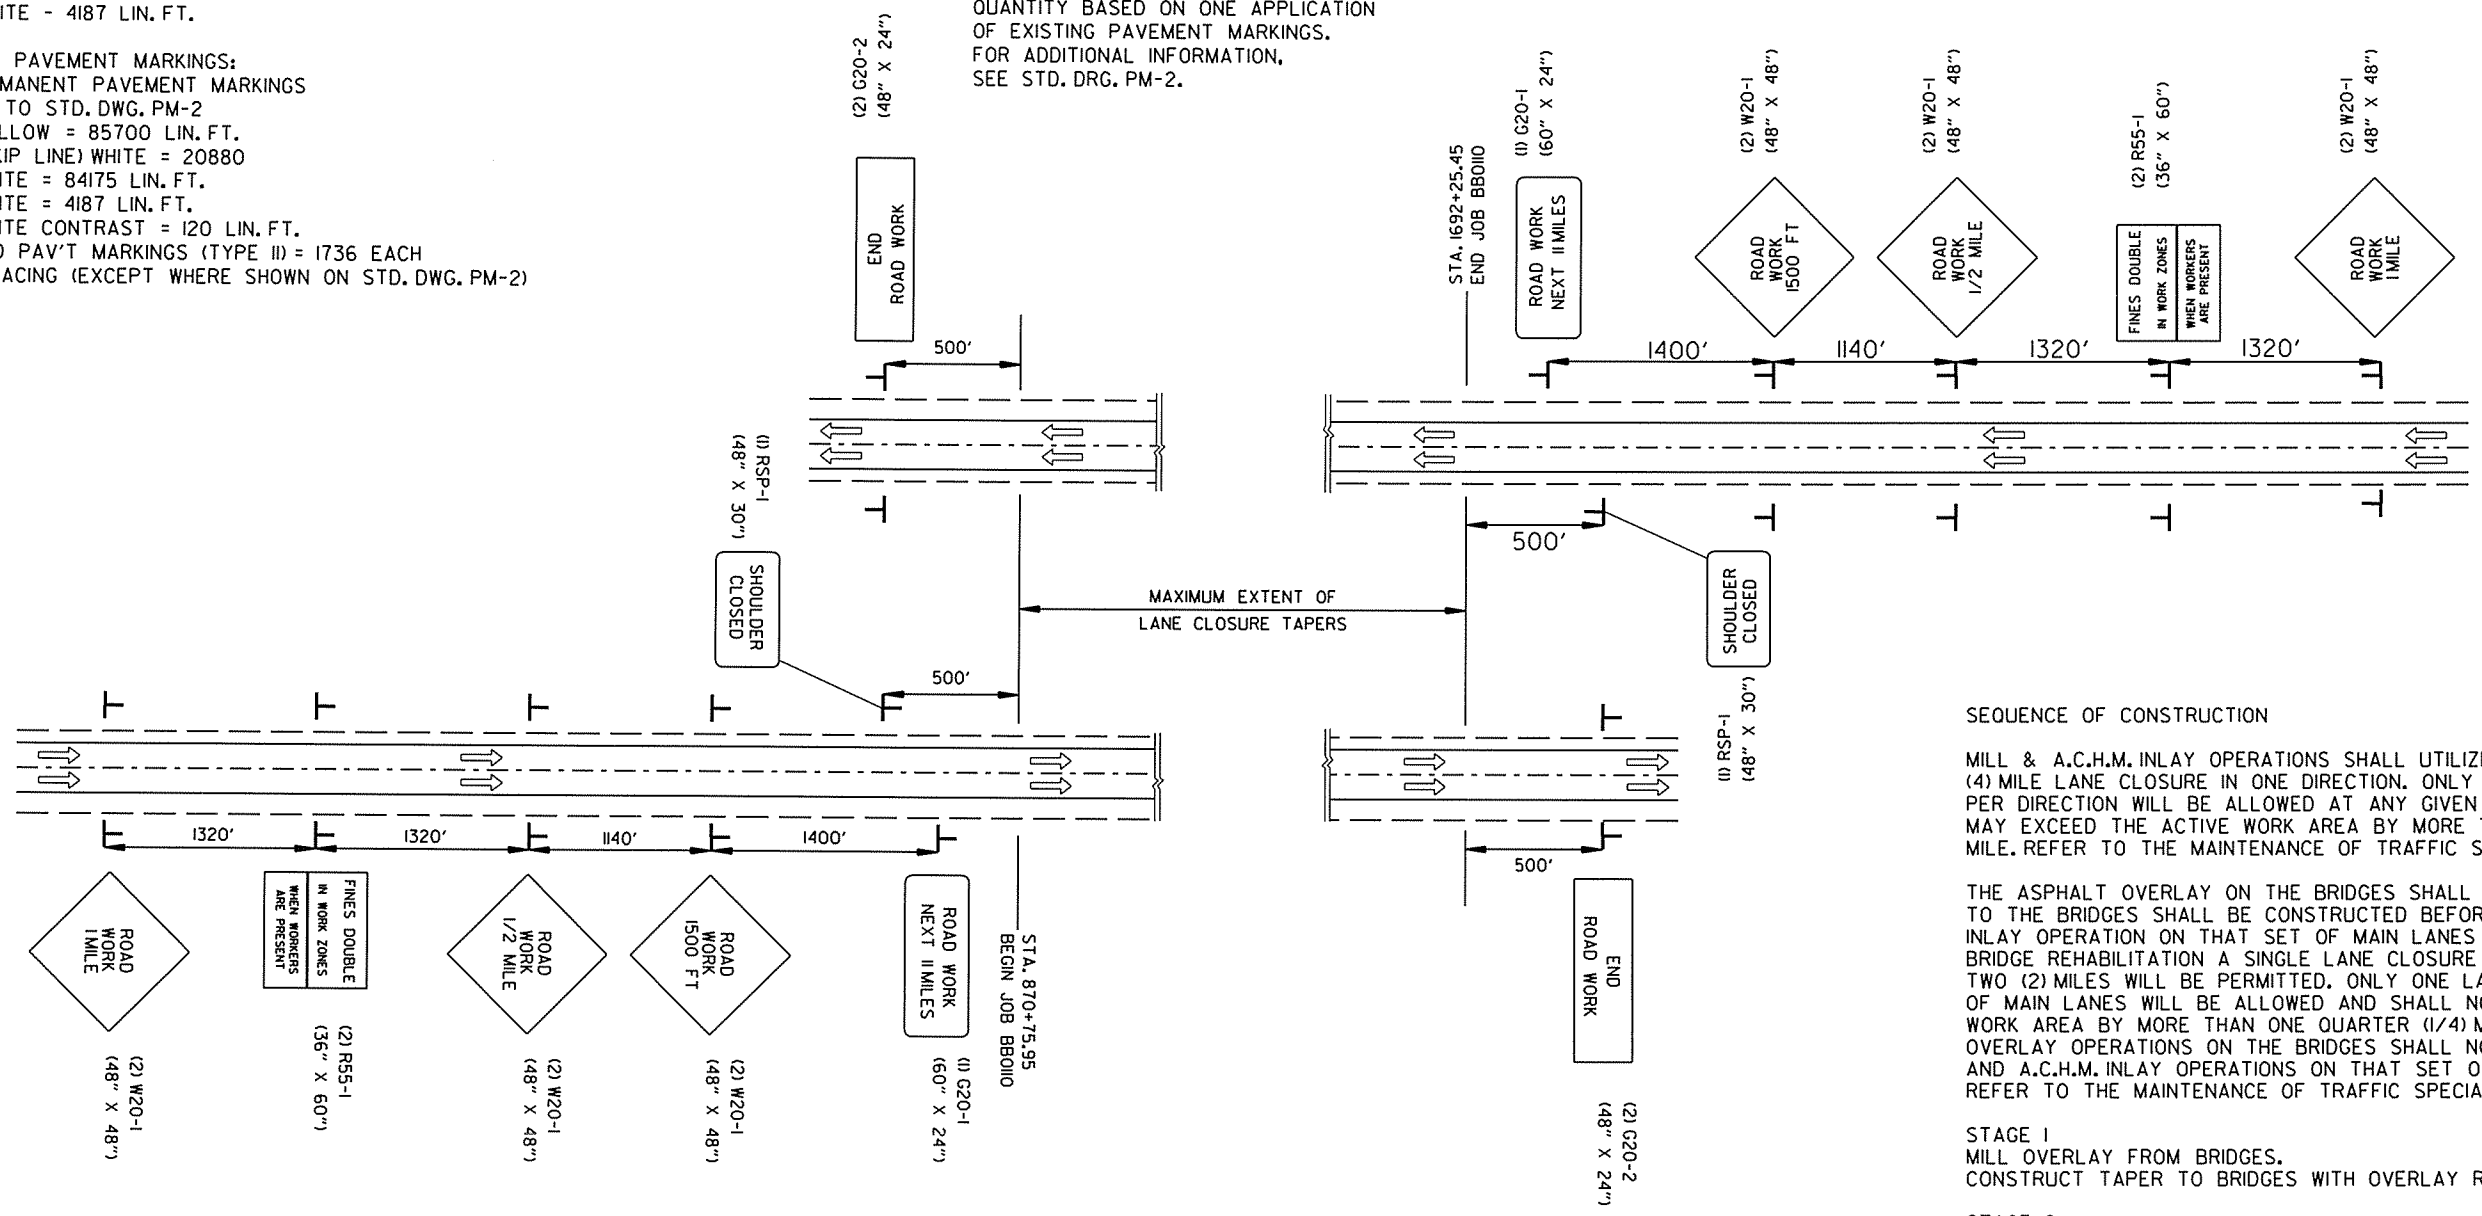 ITE - 4187 LIN. FT.
PAVEMENT MARKINGS:
MANENT PAVEMENT MARKINGS
TO STD. DWG. PM-2
LLOW = 85700 LIN. FT.
IP LINE) WHITE = 20880
ITE = 84175 LIN. FT.
ITE = 4187 LIN. FT.
ITE CONTRAST = 120 LIN. FT.
D PAV'T MARKINGS (TYPE II) = 1736 EACH
ACING (EXCEPT WHERE SHOWN ON STD. DWG. PM-2)
QUANTITY BASED ON ONE APPLICATION
OF EXISTING PAVEMENT MARKINGS.
FOR ADDITIONAL INFORMATION,
SEE STD. DRG. PM-2.
(2) G20-2
(48" X 24")
END
ROAD WORK
500'
STA. 1692+25.45
END JOB BB0110
(1) G20-1
(60" X 24")
ROAD WORK
NEXT 11 MILES
(2) W20-1
(48" X 48")
ROAD
WORK
1500 FT
(2) W20-1
(48" X 48")
ROAD
WORK
1/2 MILE
(2) R55-1
(36" X 60")
FINES DOUBLE
IN WORK ZONES
WHEN WORKERS
ARE PRESENT
(2) W20-1
(48" X 48")
ROAD
WORK
1 MILE
1400'
1140'
1320'
1320'
(1) RSP-1
(48" X 30")
SHOULDER
CLOSED
500'
MAXIMUM EXTENT OF
LANE CLOSURE TAPERS
500'
SHOULDER
CLOSED
(1) RSP-1
(48" X 30")
1320'
1320'
1140'
1400'
500'
ROAD
WORK
1 MILE
(2) W20-1
(48" X 48")
FINES DOUBLE
IN WORK ZONES
WHEN WORKERS
ARE PRESENT
(2) R55-1
(36" X 60")
ROAD
WORK
1/2 MILE
(2) W20-1
(48" X 48")
ROAD
WORK
1500 FT
(2) W20-1
(48" X 48")
ROAD WORK
NEXT 11 MILES
(1) G20-1
(60" X 24")
STA. 870+75.95
BEGIN JOB BB0110
END
ROAD WORK
(2) G20-2
(48" X 24")
SEQUENCE OF CONSTRUCTION
MILL & A.C.H.M. INLAY OPERATIONS SHALL UTILIZ
(4) MILE LANE CLOSURE IN ONE DIRECTION. ONLY
PER DIRECTION WILL BE ALLOWED AT ANY GIVEN
MAY EXCEED THE ACTIVE WORK AREA BY MORE
MILE. REFER TO THE MAINTENANCE OF TRAFFIC S
THE ASPHALT OVERLAY ON THE BRIDGES SHALL
TO THE BRIDGES SHALL BE CONSTRUCTED BEFOR
INLAY OPERATION ON THAT SET OF MAIN LANES
BRIDGE REHABILITATION A SINGLE LANE CLOSURE
TWO (2) MILES WILL BE PERMITTED. ONLY ONE LA
OF MAIN LANES WILL BE ALLOWED AND SHALL NO
WORK AREA BY MORE THAN ONE QUARTER (1/4) M
OVERLAY OPERATIONS ON THE BRIDGES SHALL NO
AND A.C.H.M. INLAY OPERATIONS ON THAT SET O
REFER TO THE MAINTENANCE OF TRAFFIC SPECIA
STAGE 1
MILL OVERLAY FROM BRIDGES.
CONSTRUCT TAPER TO BRIDGES WITH OVERLAY R